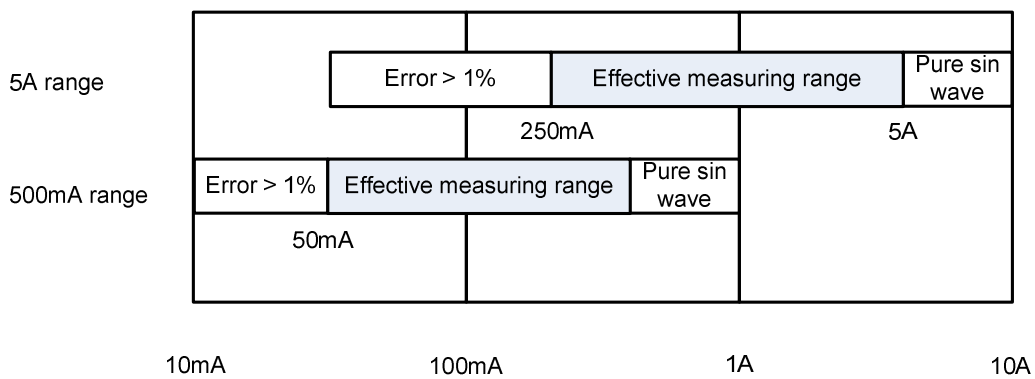 5A range
Error > 1%
Effective measuring range
Pure sin
wave
250mA
5A
500mA range
Error > 1%
Effective measuring range
Pure sin
wave
50mA
10mA
100mA
1A
10A